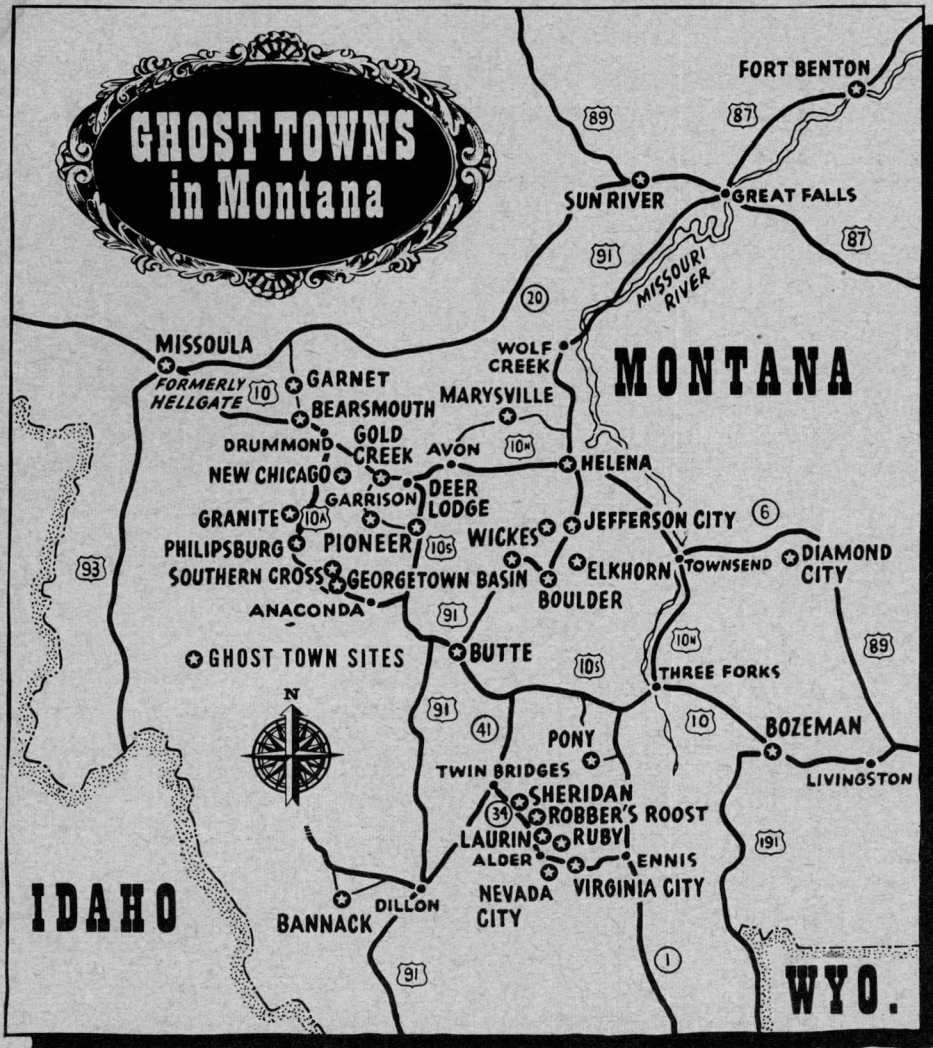 GHOST TOWNS
in Montana
FORT BENTON
89
87
SUN RIVER
GREAT FALLS
91
87
MISSOURI
RIVER
20
MISSOULA
FORMERLY
HELLGATE
10
GARNET
WOLF
CREEK
MONTANA
MARYSVILLE
BEARSMOUTH
DRUMMOND
GOLD
CREEK
AVON
10N
HELENA
NEW CHICAGO
GARRISON
DEER
LODGE
GRANITE
10A
PIONEER
10S
WICKES
JEFFERSON CITY
6
PHILIPSBURG
93
SOUTHERN CROSS
GEORGETOWN
BASIN
ELKHORN
TOWNSEND
DIAMOND
CITY
BOULDER
ANACONDA
91
10N
89
GHOST TOWN SITES
BUTTE
10S
THREE FORKS
N
91
41
10
PONY
BOZEMAN
TWIN BRIDGES
LIVINGSTON
SHERIDAN
34
ROBBER'S ROOST
LAURIN
RUBY
191
ALDER
ENNIS
NEVADA
CITY
VIRGINIA CITY
IDAHO
BANNACK
DILLON
91
1
WYO.